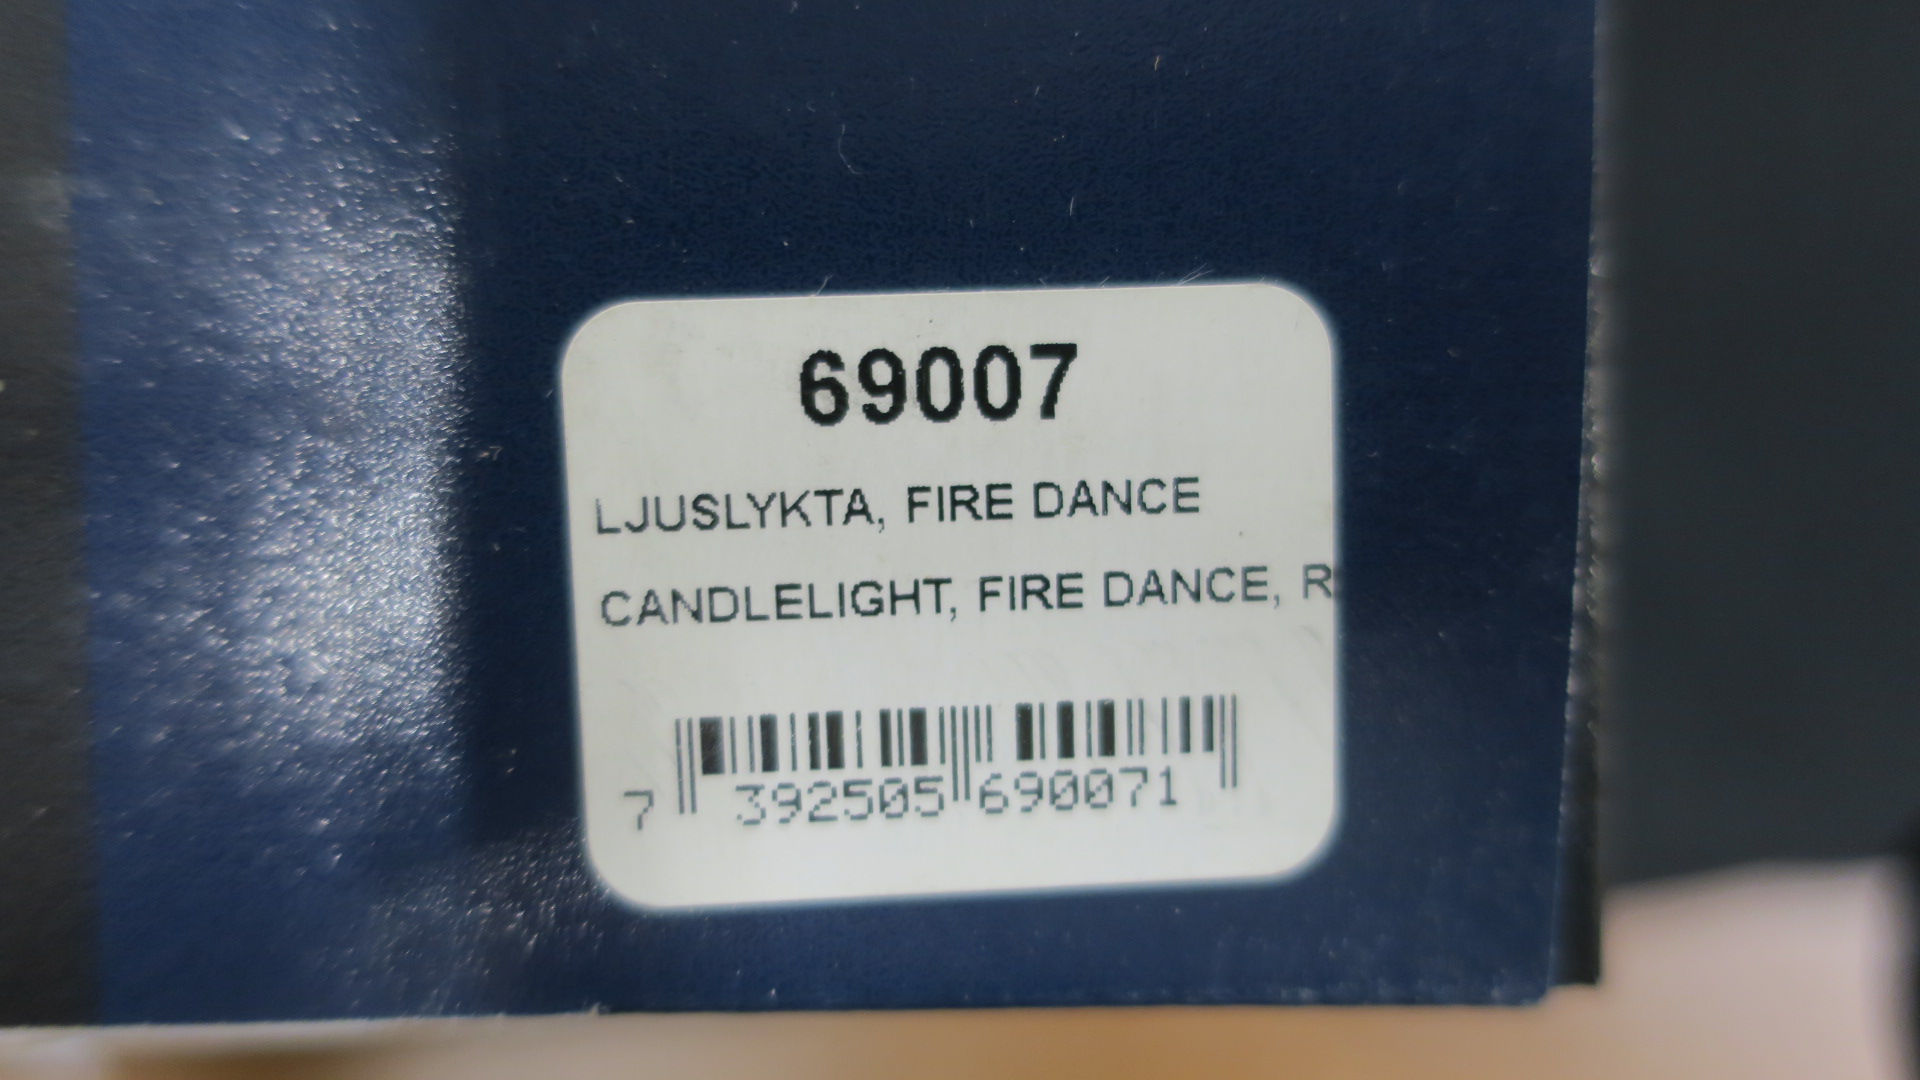 69007
LJUSLYKTA, FIRE DANCE
CANDLELIGHT, FIRE DANCE, R
7 392505 690071